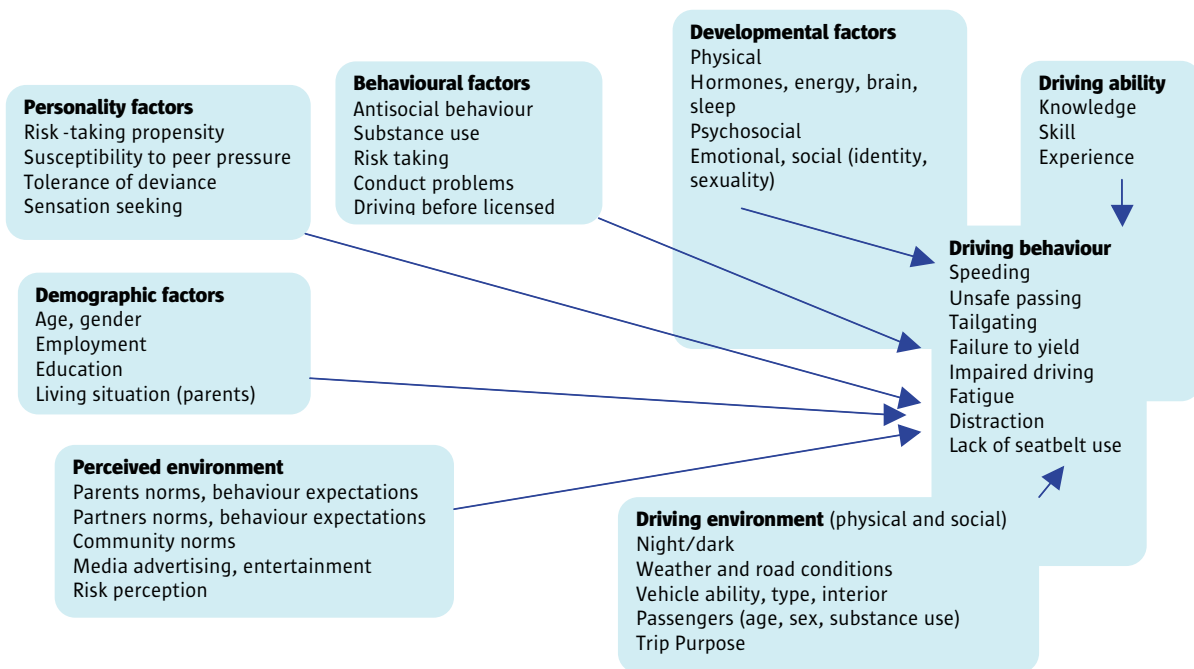 Personality factors
Risk -taking propensity
Susceptibility to peer pressure
Tolerance of deviance
Sensation seeking
Behavioural factors
Antisocial behaviour
Substance use
Risk taking
Conduct problems
Driving before licensed
Developmental factors
Physical
Hormones, energy, brain,
sleep
Psychosocial
Emotional, social (identity,
sexuality)
Driving ability
Knowledge
Skill
Experience
Demographic factors
Age, gender
Employment
Education
Living situation (parents)
Driving behaviour
Speeding
Unsafe passing
Tailgating
Failure to yield
Impaired driving
Fatigue
Distraction
Lack of seatbelt use
Perceived environment
Parents norms, behaviour expectations
Partners norms, behaviour expectations
Community norms
Media advertising, entertainment
Risk perception
Driving environment (physical and social)
Night/dark
Weather and road conditions
Vehicle ability, type, interior
Passengers (age, sex, substance use)
Trip Purpose